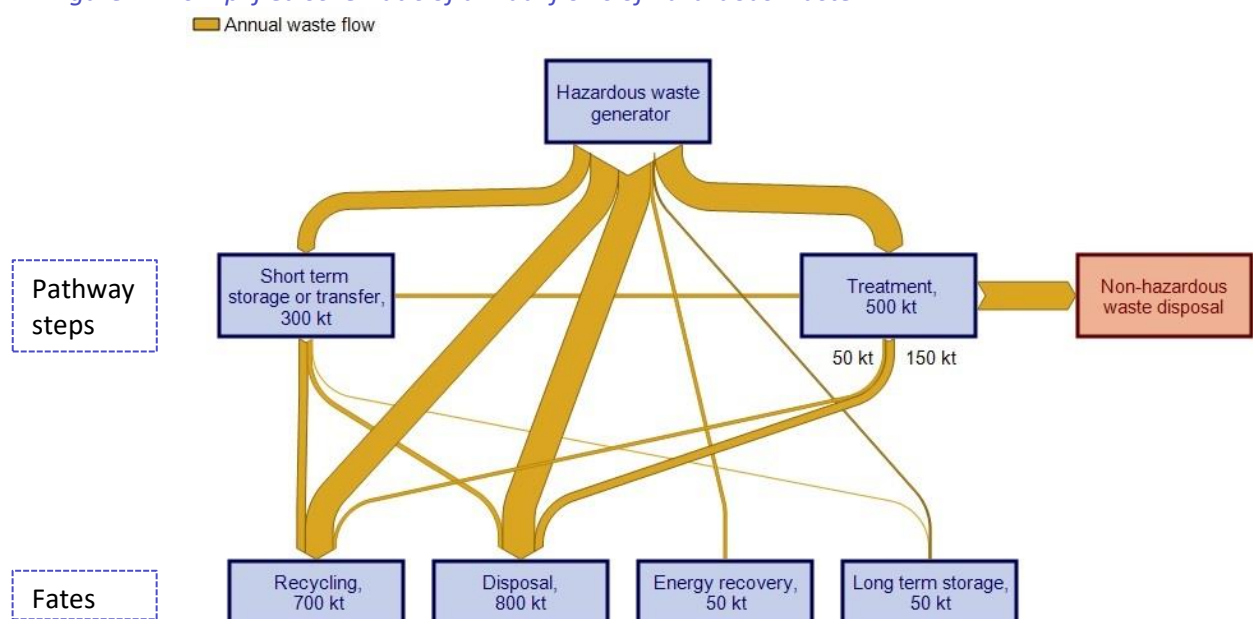 Annual waste flow
Hazardous waste
generator
Pathway
steps
Short term
storage or transfer,
300 kt
Treatment,
500 kt
Non-hazardous
waste disposal
50 kt
150 kt
Fates
Recycling,
700 kt
Disposal,
800 kt
Energy recovery,
50 kt
Long term storage,
50 kt